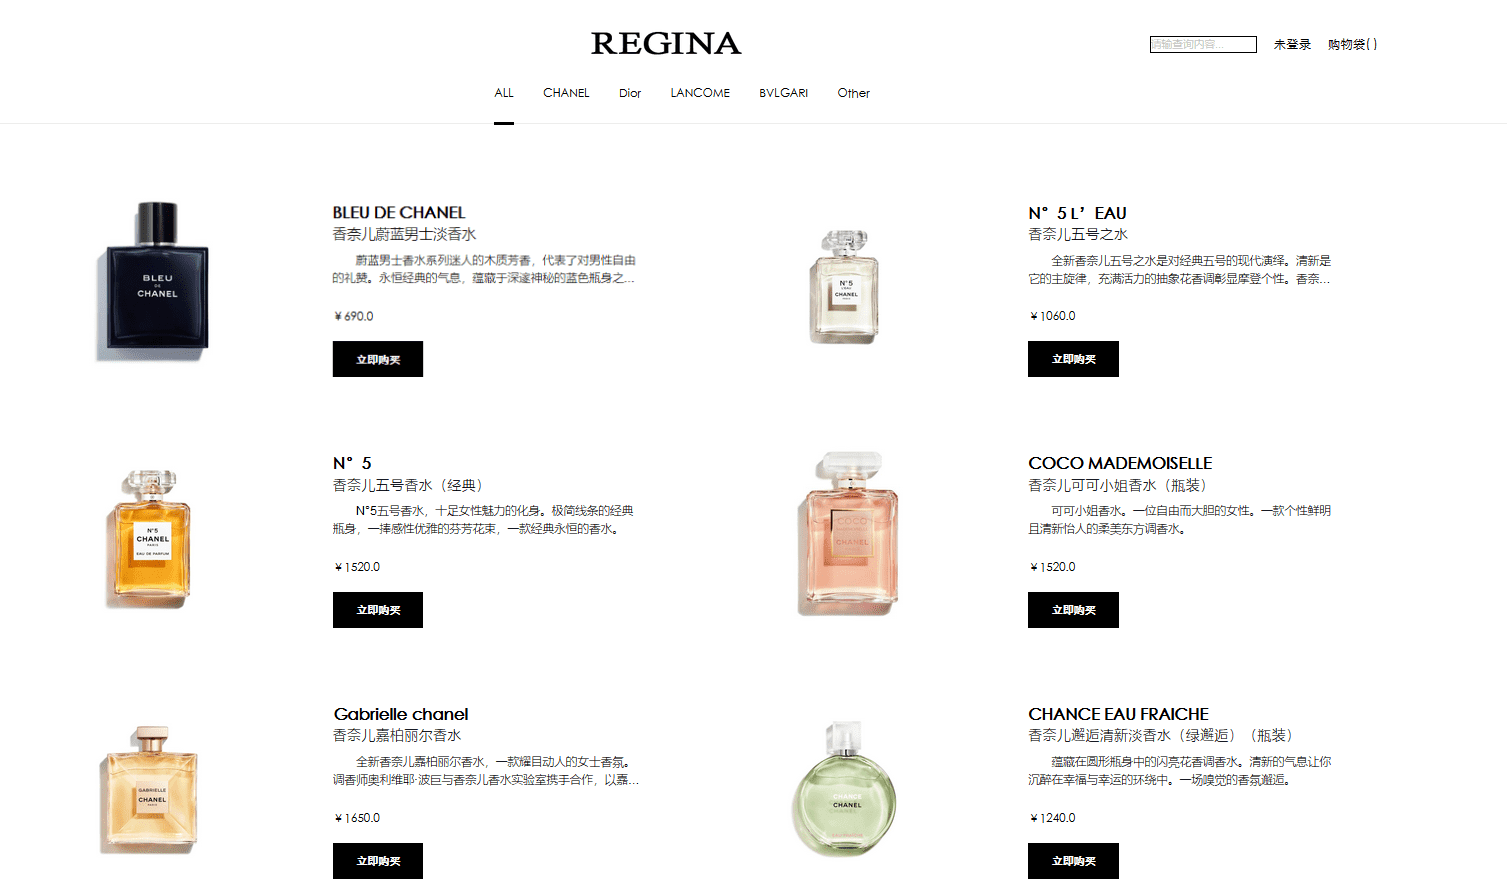 REGINA
请输查询内容...
未登录
购物袋( )
ALL
CHANEL
Dior
LANCOME
BVLGARI
Other
BLEU
DE
CHANEL
BLEU DE CHANEL
香奈儿蔚蓝男士淡香水
蔚蓝男士香水系列迷人的木质芳香，代表了对男性自由
的礼赞。永恒经典的气息，蕴藏于深邃神秘的蓝色瓶身之...
￥690.0
立即购买
N°5
L'EAU
CHANEL
PARIS
N°5 L’EAU
香奈儿五号之水
全新香奈儿五号之水是对经典五号的现代演绎。清新是
它的主旋律，充满活力的抽象花香调彰显摩登个性。香奈...
￥1060.0
立即购买
N°5
CHANEL
PARIS
EAU DE PARFUM
N°5
香奈儿五号香水（经典）
N°5五号香水，十足女性魅力的化身。极简线条的经典
瓶身，一捧感性优雅的芬芳花束，一款经典永恒的香水。
￥1520.0
立即购买
COCO
CHANEL
COCO MADEMOISELLE
香奈儿可可小姐香水（瓶装）
可可小姐香水。一位自由而大胆的女性。一款个性鲜明
且清新怡人的柔美东方调香水。
￥1520.0
立即购买
GABRIELLE
CHANEL
PARIS
Gabrielle chanel
香奈儿嘉柏丽尔香水
全新香奈儿嘉柏丽尔香水，一款耀目动人的女士香氛。
调香师奥利维耶·波巨与香奈儿香水实验室携手合作，以嘉...
￥1650.0
立即购买
CHANCE
CHANEL
CHANCE EAU FRAICHE
香奈儿邂逅清新淡香水（绿邂逅）（瓶装）
蕴藏在圆形瓶身中的闪亮花香调香水。清新的气息让你
沉醉在幸福与幸运的环绕中。一场嗅觉的香氛邂逅。
￥1240.0
立即购买